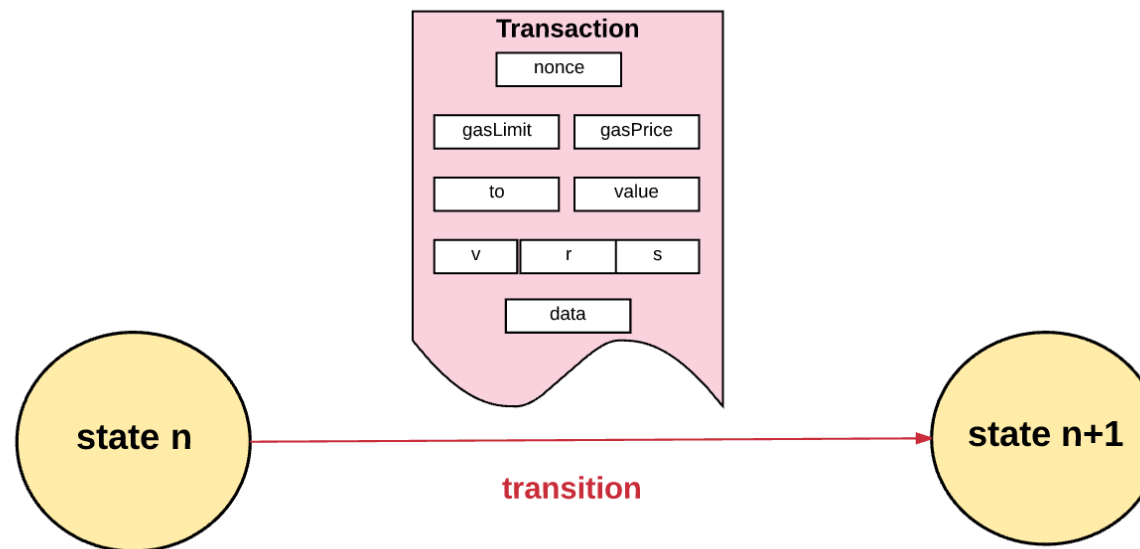 Transaction
nonce
gasLimit gasPrice
to value
v r s
data
state n
state n+1
transition